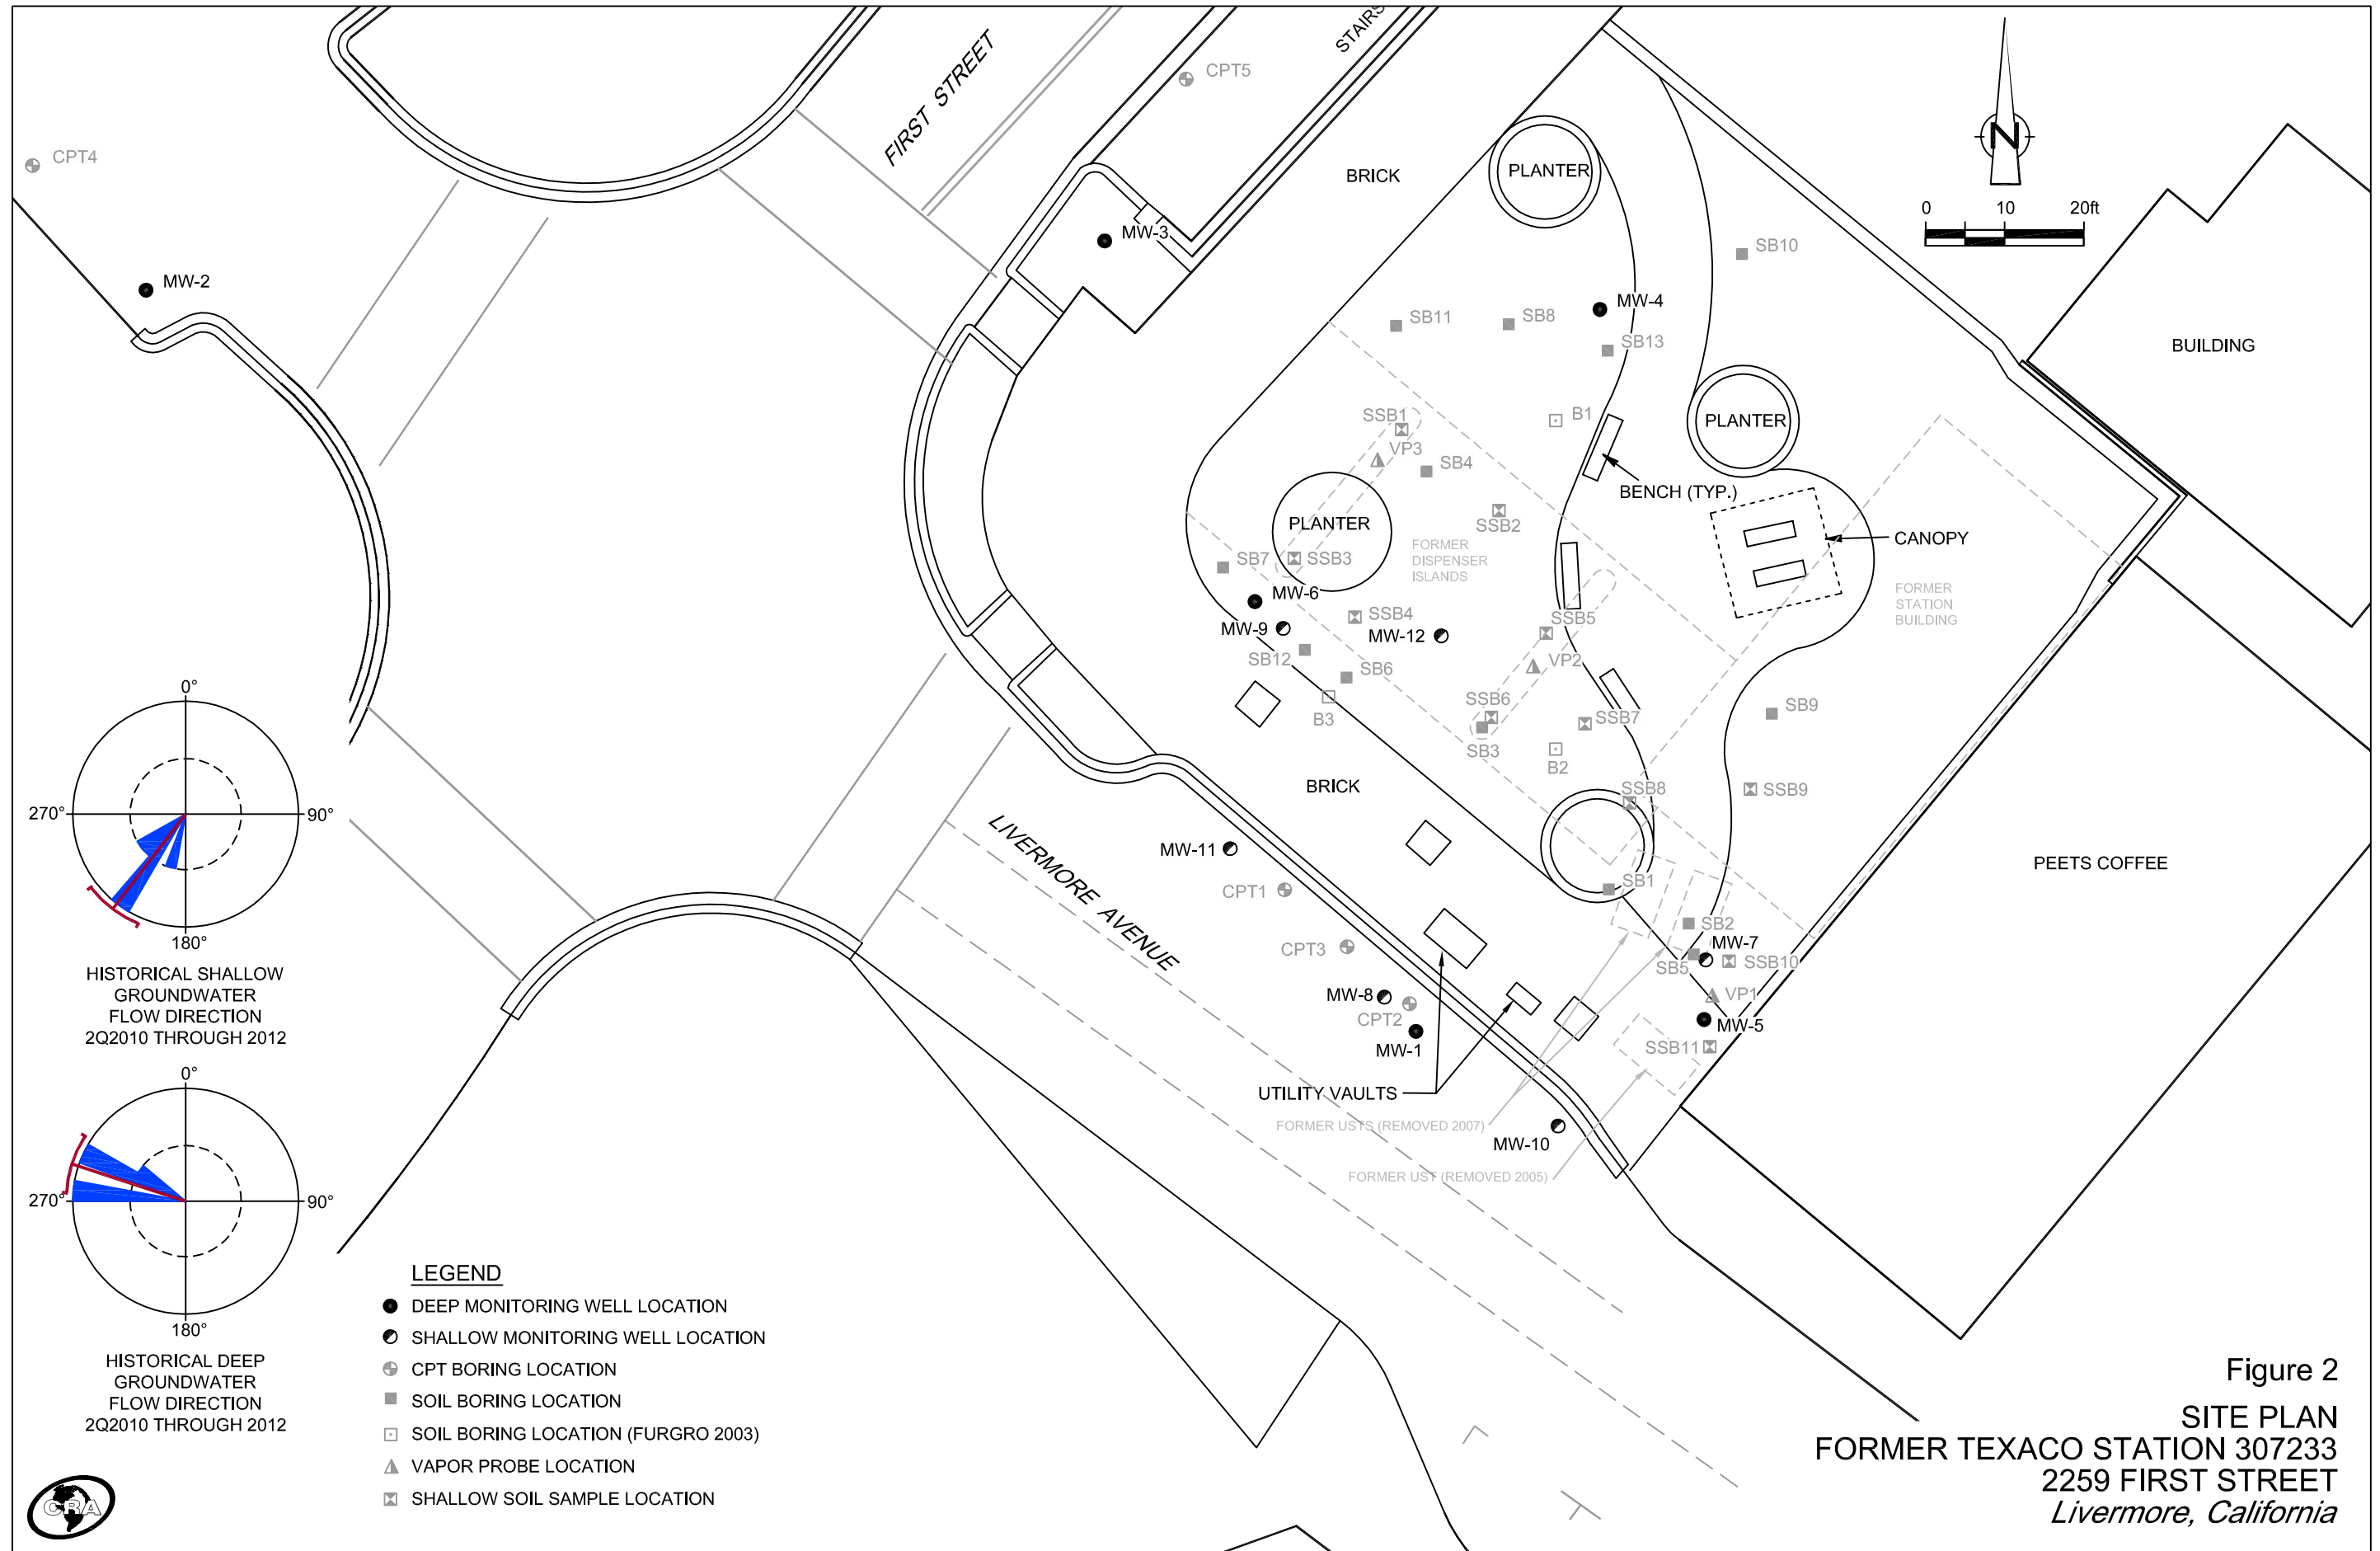 STAIRS
FIRST STREET
CPT5
CPT4
MW-3
MW-2
BRICK
PLANTER
N
0 10 20ft
SB10
MW-4
SB11
SB8
SB13
BUILDING
SSB1
B1
VP3
SB4
PLANTER
BENCH (TYP.)
SSB2
PLANTER
FORMER
DISPENSER
ISLANDS
CANOPY
SB7
SSB3
MW-6
FORMER
STATION
BUILDING
MW-9
SSB4
MW-12
SSB5
SB12
SB6
VP2
B3
SSB6
SSB7
SB9
SB3
B2
BRICK
SSB8
SSB9
LIVERMORE AVENUE
MW-11
CPT1
SB1
PEETS COFFEE
CPT3
SB2
MW-7
SB5
SSB10
MW-8
CPT2
VP1
MW-5
MW-1
SSB11
UTILITY VAULTS
FORMER USTS (REMOVED 2007)
MW-10
FORMER UST (REMOVED 2005)
0°
270°
90°
180°
HISTORICAL SHALLOW
GROUNDWATER
FLOW DIRECTION
2Q2010 THROUGH 2012
0°
270°
90°
180°
HISTORICAL DEEP
GROUNDWATER
FLOW DIRECTION
2Q2010 THROUGH 2012
CRA
LEGEND
DEEP MONITORING WELL LOCATION
SHALLOW MONITORING WELL LOCATION
CPT BORING LOCATION
SOIL BORING LOCATION
SOIL BORING LOCATION (FURGRO 2003)
VAPOR PROBE LOCATION
SHALLOW SOIL SAMPLE LOCATION
Figure 2
SITE PLAN
FORMER TEXACO STATION 307233
2259 FIRST STREET
Livermore, California